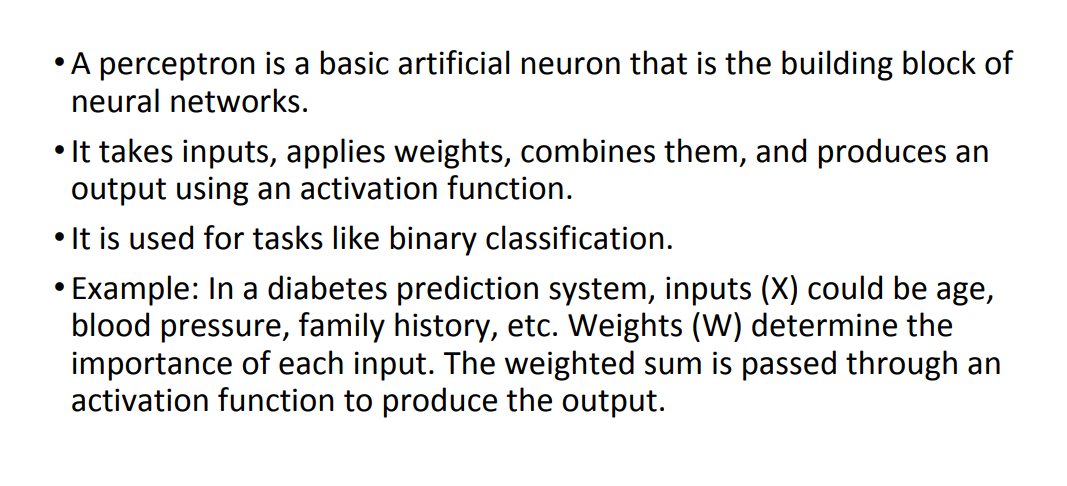 • A perceptron is a basic artificial neuron that is the building block of
neural networks.
• It takes inputs, applies weights, combines them, and produces an
output using an activation function.
• It is used for tasks like binary classification.
• Example: In a diabetes prediction system, inputs (X) could be age,
blood pressure, family history, etc. Weights (W) determine the
importance of each input. The weighted sum is passed through an
activation function to produce the output.